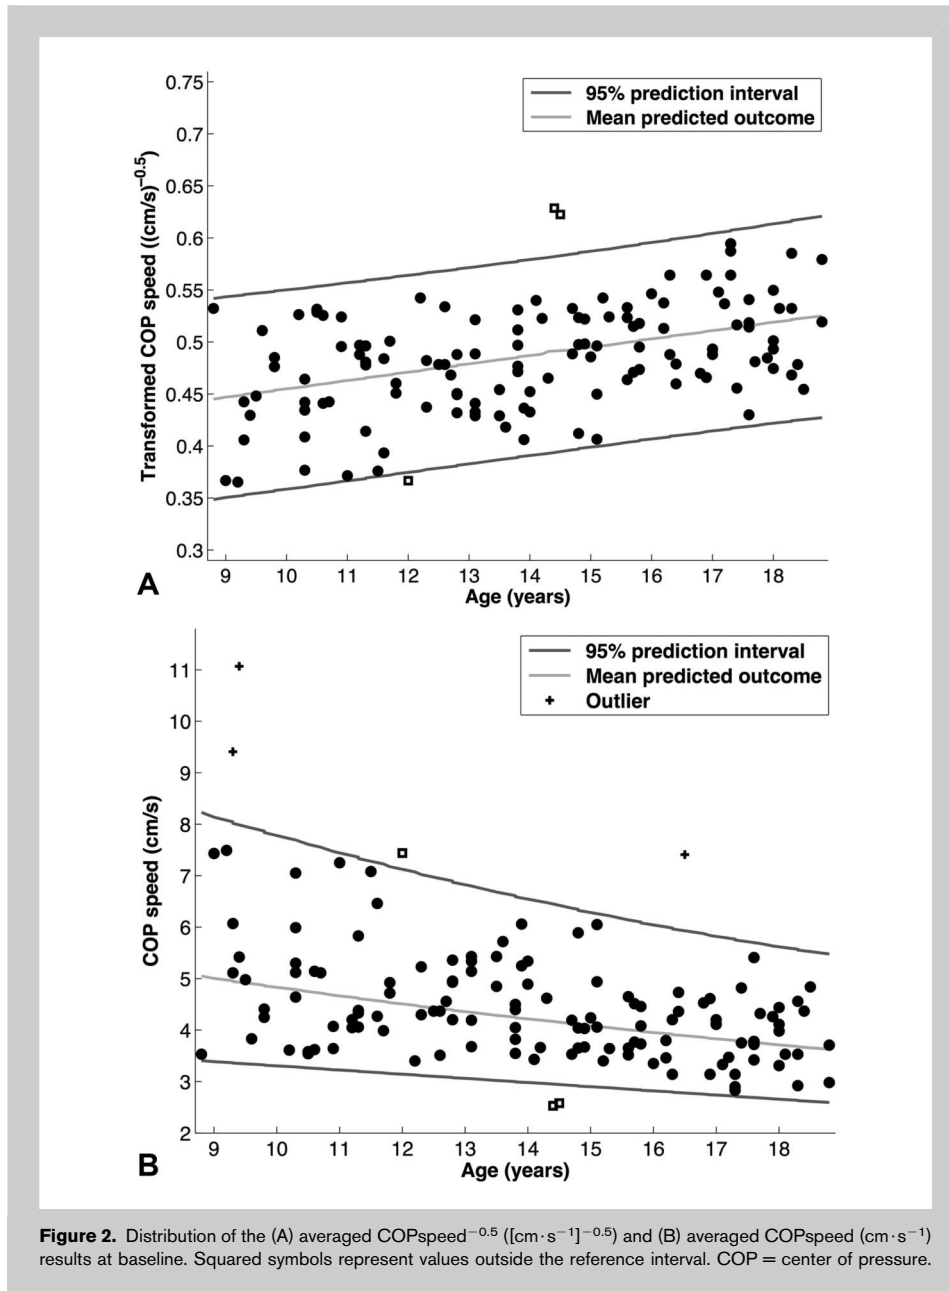 0.75
0.7
0.65
0.6
0.55
0.5
0.45
0.4
0.35
0.3
Transformed COP speed ((cm/s)−0.5)
95% prediction interval
Mean predicted outcome
9 10 11 12 13 14 15 16 17 18
Age (years)
A
11
10
9
8
7
6
5
4
3
2
COP speed (cm/s)
95% prediction interval
Mean predicted outcome
Outlier
9 10 11 12 13 14 15 16 17 18
Age (years)
B
Figure 2. Distribution of the (A) averaged COPspeed−0.5 ([cm·s−1]−0.5) and (B) averaged COPspeed (cm·s−1)
results at baseline. Squared symbols represent values outside the reference interval. COP = center of pressure.